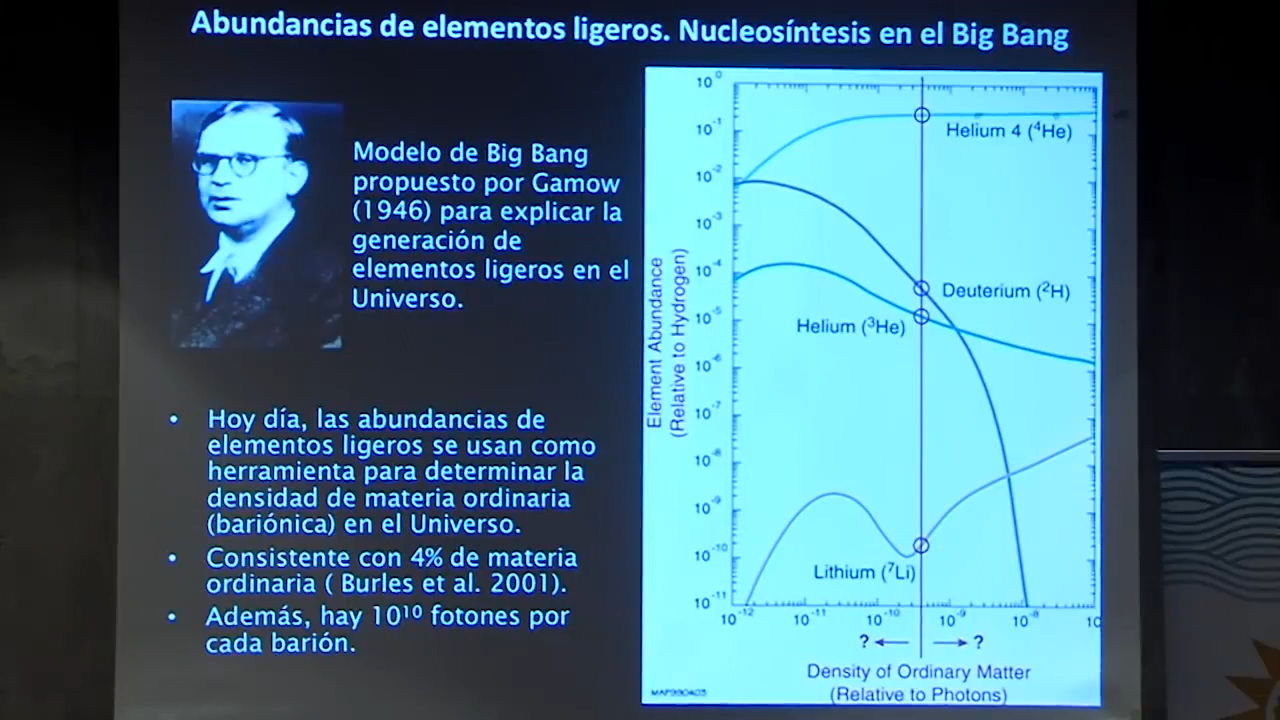 Abundancias de elementos ligeros. Nucleosíntesis en el Big Bang
Modelo de Big Bang
propuesto por Gamow
(1946) para explicar la
generación de
elementos ligeros en el
Universo.
• Hoy día, las abundancias de
elementos ligeros se usan como
herramienta para determinar la
densidad de materia ordinaria
(bariónica) en el Universo.
• Consistente con 4% de materia
ordinaria ( Burles et al. 2001).
• Además, hay 10¹⁰ fotones por
cada barión.
Element Abundance
(Relative to Hydrogen)
10⁰
10⁻¹
10⁻²
10⁻³
10⁻⁴
10⁻⁵
10⁻⁶
10⁻⁷
10⁻⁸
10⁻⁹
10⁻¹⁰
10⁻¹¹
Helium 4 (⁴He)
Deuterium (²H)
Helium (³He)
Lithium (⁷Li)
10⁻¹² 10⁻¹¹ 10⁻¹⁰ 10⁻⁹ 10⁻⁸ 10
? ← → ?
Density of Ordinary Matter
(Relative to Photons)
MAP990403